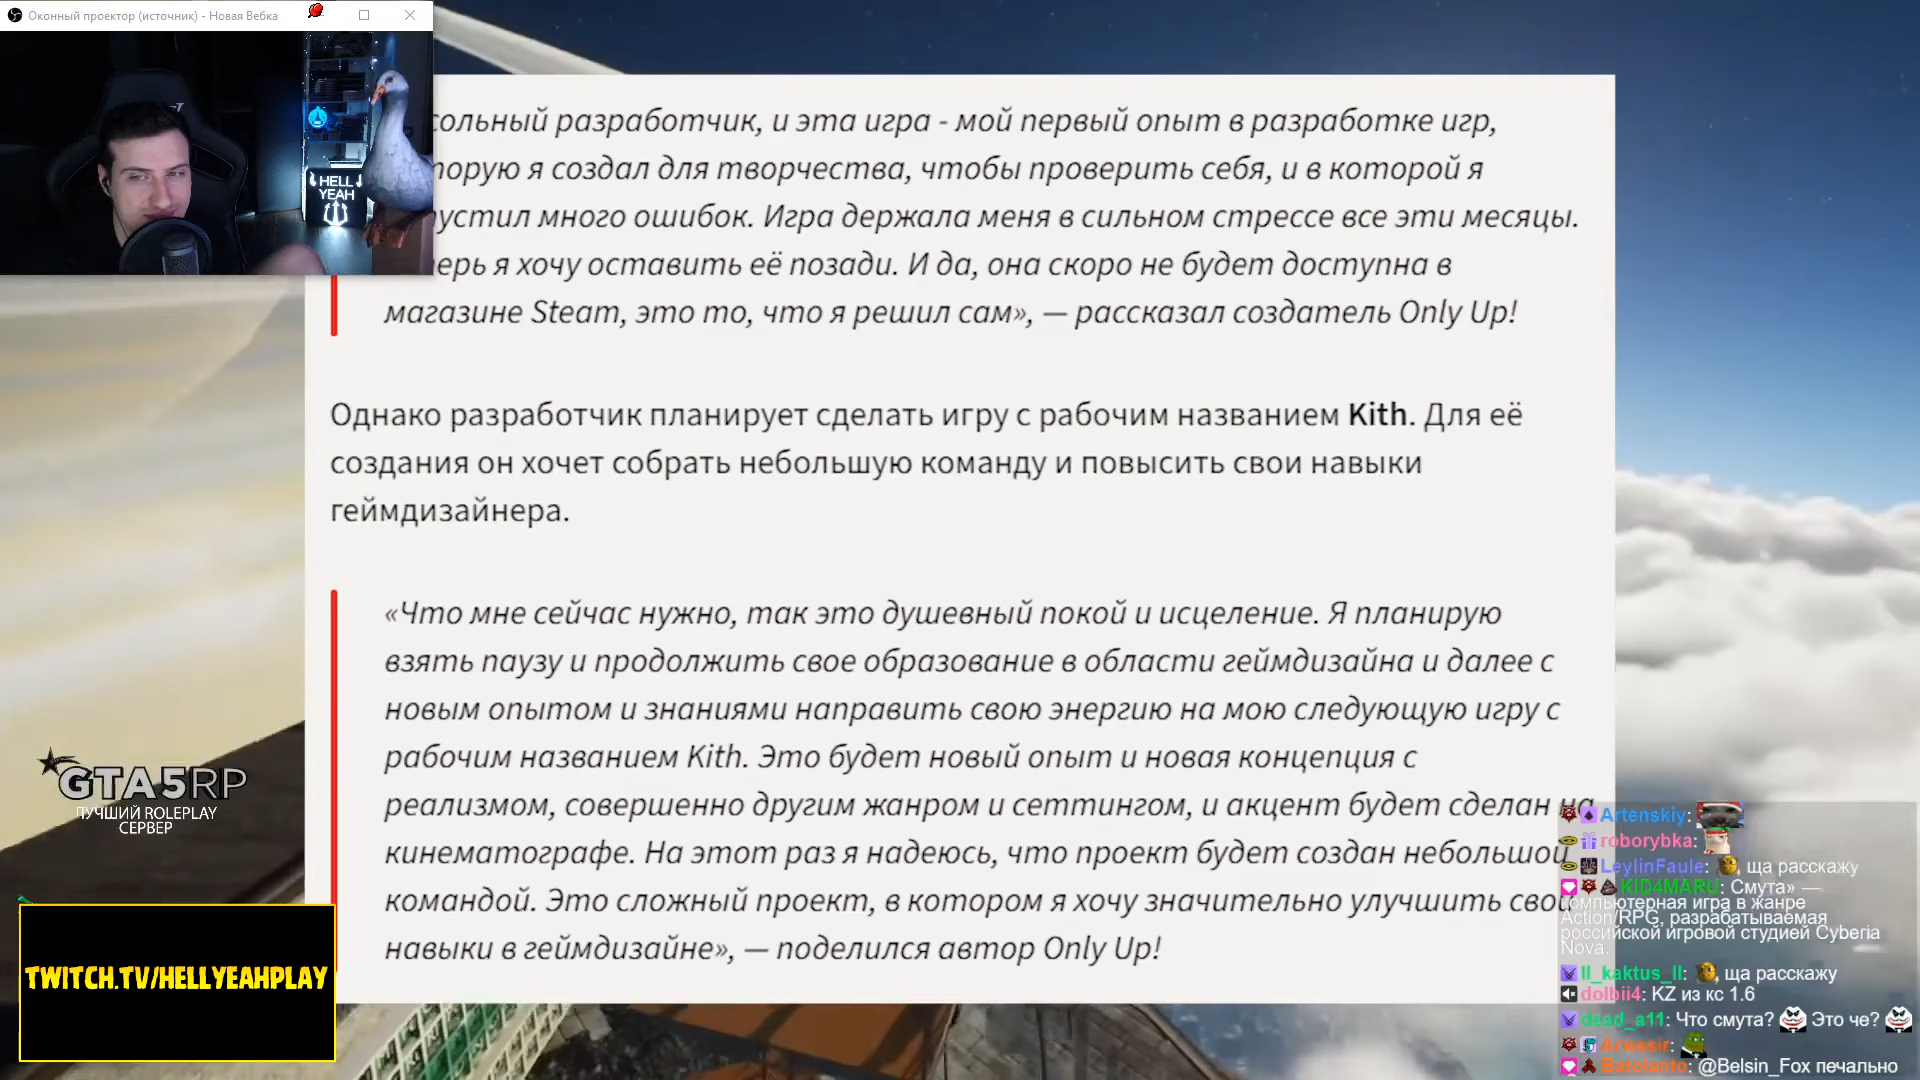 Оконный проектор (источник) - Новая Вебка
HELL
YEAH
сольный разработчик, и эта игра - мой первый опыт в разработке игр,
я создал для творчества, чтобы проверить себя, и в которой я
много ошибок. Игра держала меня в сильном стрессе все эти месяцы.
я хочу оставить её позади. И да, она скоро не будет доступна в
магазине Steam, это то, что я решил сам», — рассказал создатель Only Up!
Однако разработчик планирует сделать игру с рабочим названием Kith. Для её
создания он хочет собрать небольшую команду и повысить свои навыки
геймдизайнера.
«Что мне сейчас нужно, так это душевный покой и исцеление. Я планирую
взять паузу и продолжить свое образование в области геймдизайна и далее с
новым опытом и знаниями направить свою энергию на мою следующую игру с
рабочим названием Kith. Это будет новый опыт и новая концепция с
реализмом, совершенно другим жанром и сеттингом, и акцент будет сделан на
кинематографе. На этот раз я надеюсь, что проект будет создан небольшой
командой. Это сложный проект, в котором я хочу значительно улучшить свои
навыки в геймдизайне», — поделился автор Only Up!
GTA5RP
ЛУЧШИЙ ROLEPLAY
СЕРВЕР
TWITCH.TV/HELLYEAHPLAY
Artenskiy:
roborybka:
LeylinFaule: , ща расскажу
KID4MARU: Смута» —
компьютерная игра в жанре
Action/RPG, разрабатываемая
российской игровой студией Cyberia
Nova.
ll_kaktus_ll: , ща расскажу
dolbii4: KZ из кс 1.6
dead_a11: Что смута? Это че?
Arwasir:
Batolanto: @Belsin_Fox печально